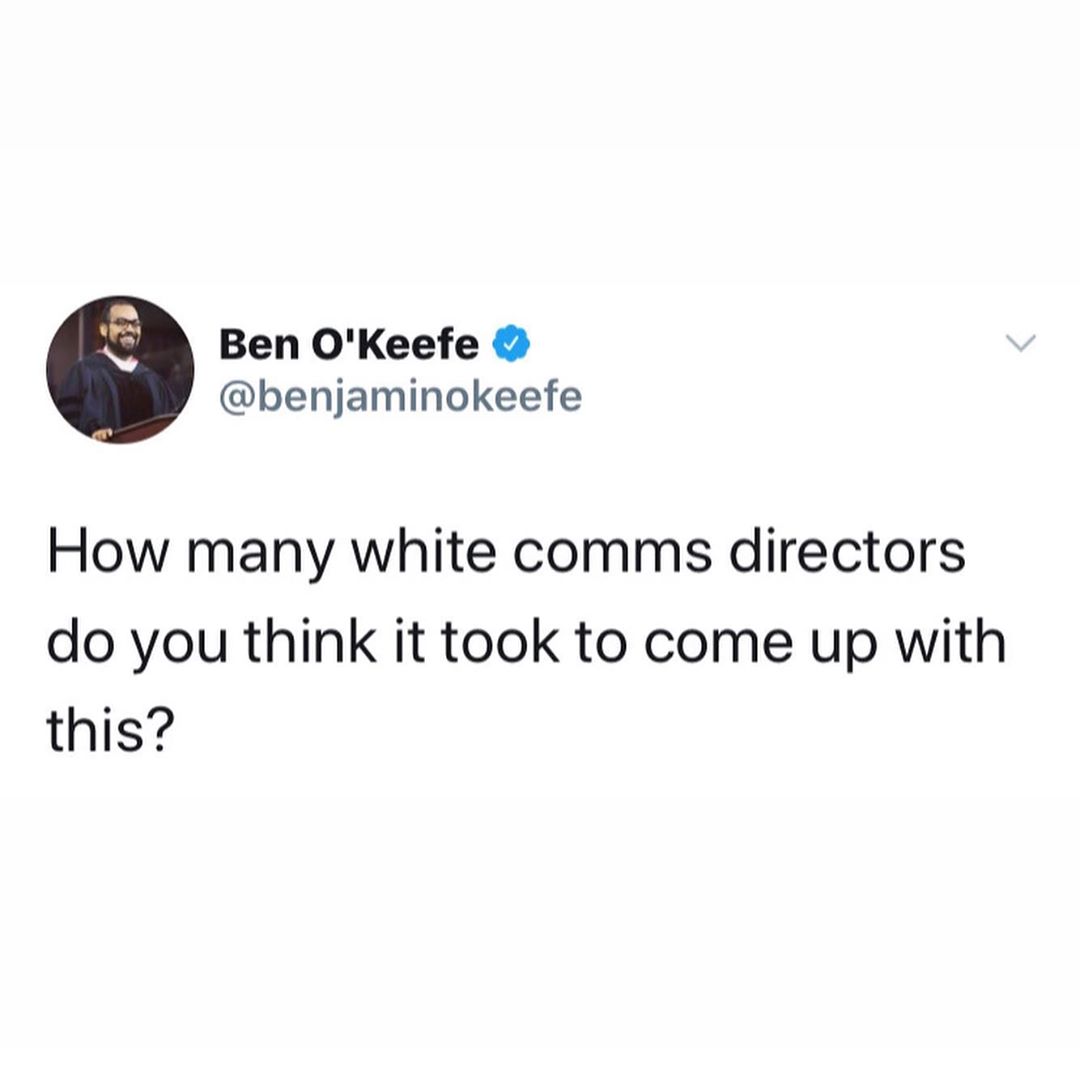 Ben O'Keefe
@benjaminokeefe
How many white comms directors
do you think it took to come up with
this?